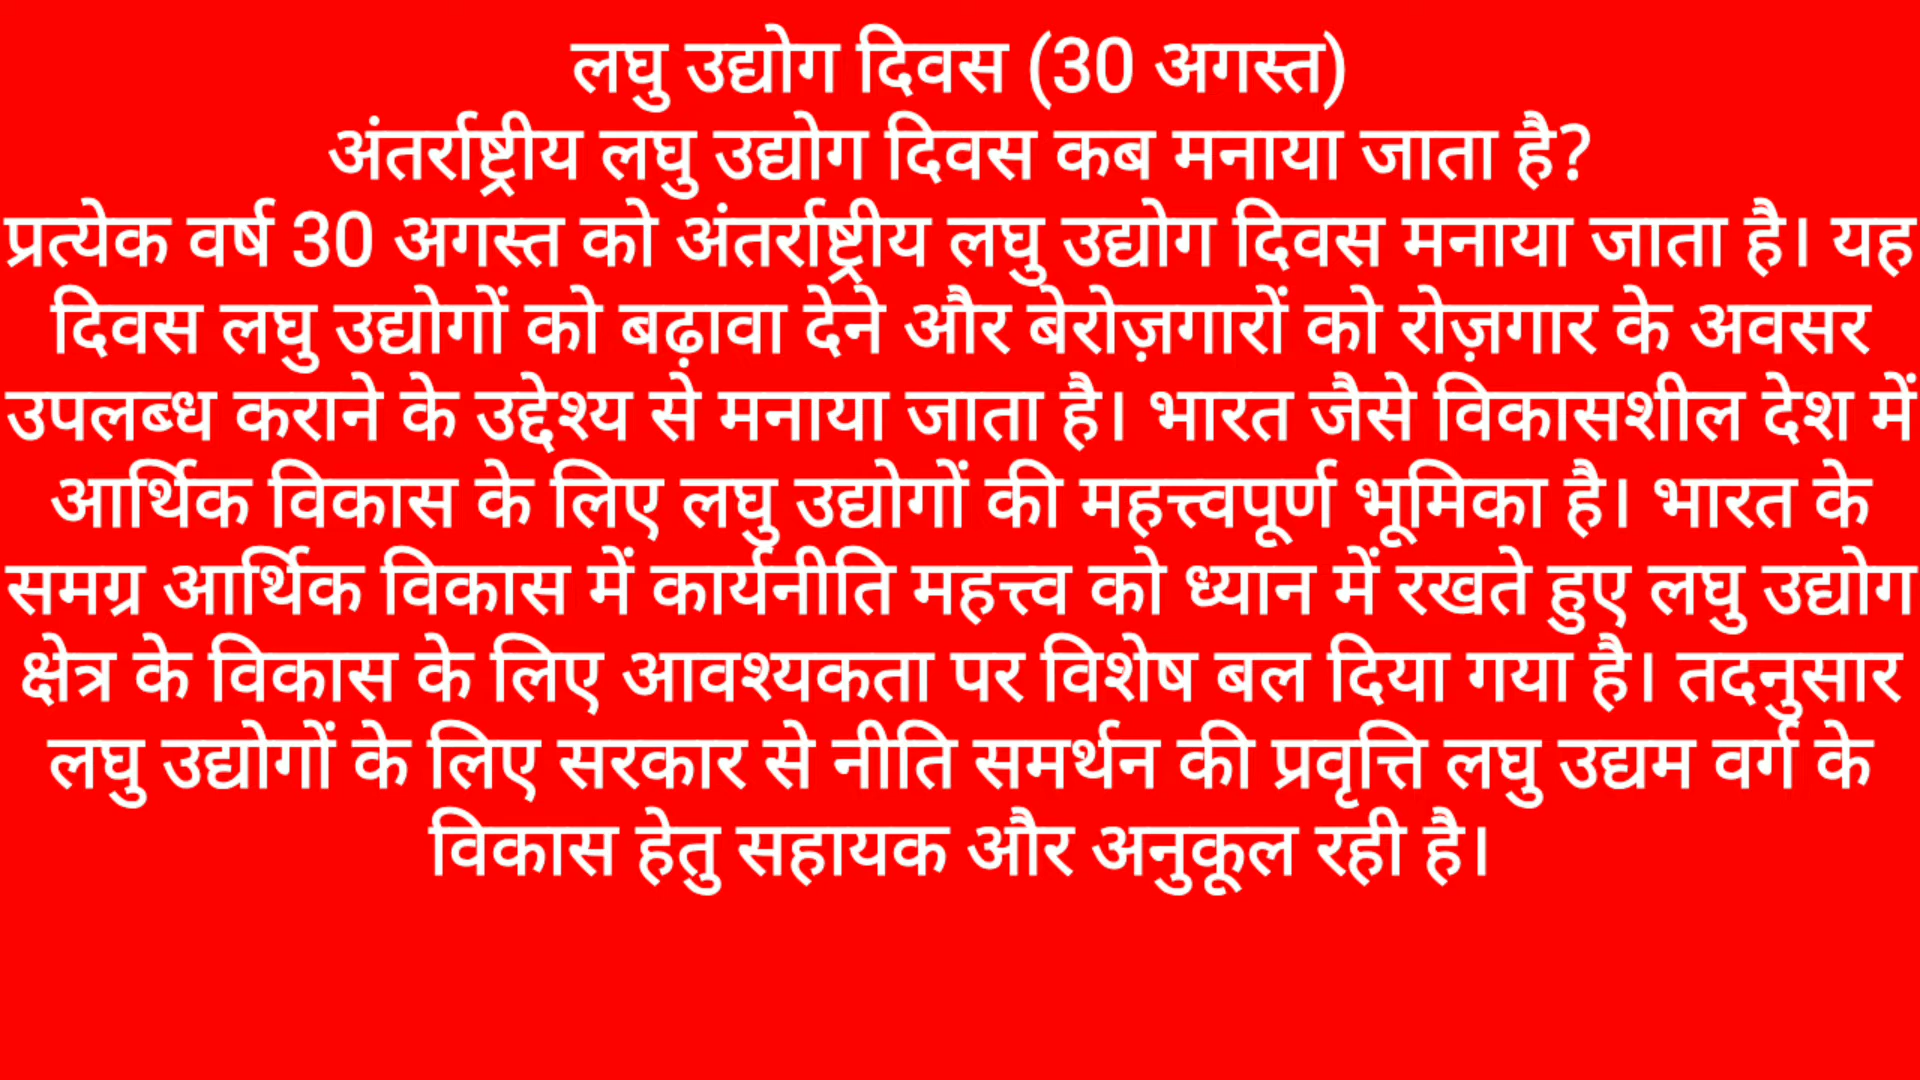 लघु उद्योग दिवस (30 अगस्त)
अंतर्राष्ट्रीय लघु उद्योग दिवस कब मनाया जाता है?
प्रत्येक वर्ष 30 अगस्त को अंतर्राष्ट्रीय लघु उद्योग दिवस मनाया जाता है। यह
दिवस लघु उद्योगों को बढ़ावा देने और बेरोज़गारों को रोज़गार के अवसर
उपलब्ध कराने के उद्देश्य से मनाया जाता है। भारत जैसे विकासशील देश में
आर्थिक विकास के लिए लघु उद्योगों की महत्त्वपूर्ण भूमिका है। भारत के
समग्र आर्थिक विकास में कार्यनीति महत्त्व को ध्यान में रखते हुए लघु उद्योग
क्षेत्र के विकास के लिए आवश्यकता पर विशेष बल दिया गया है। तदनुसार
लघु उद्योगों के लिए सरकार से नीति समर्थन की प्रवृत्ति लघु उद्यम वर्ग के
विकास हेतु सहायक और अनुकूल रही है।